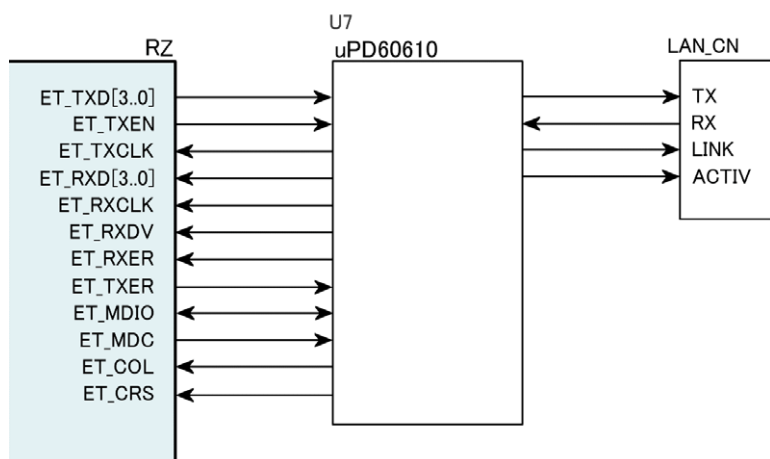 U7
RZ
uPD60610
LAN_CN
ET_TXD[3..0]
ET_TXEN
ET_TXCLK
ET_RXD[3..0]
ET_RXCLK
ET_RXDV
ET_RXER
ET_TXER
ET_MDIO
ET_MDC
ET_COL
ET_CRS
TX
RX
LINK
ACTIV